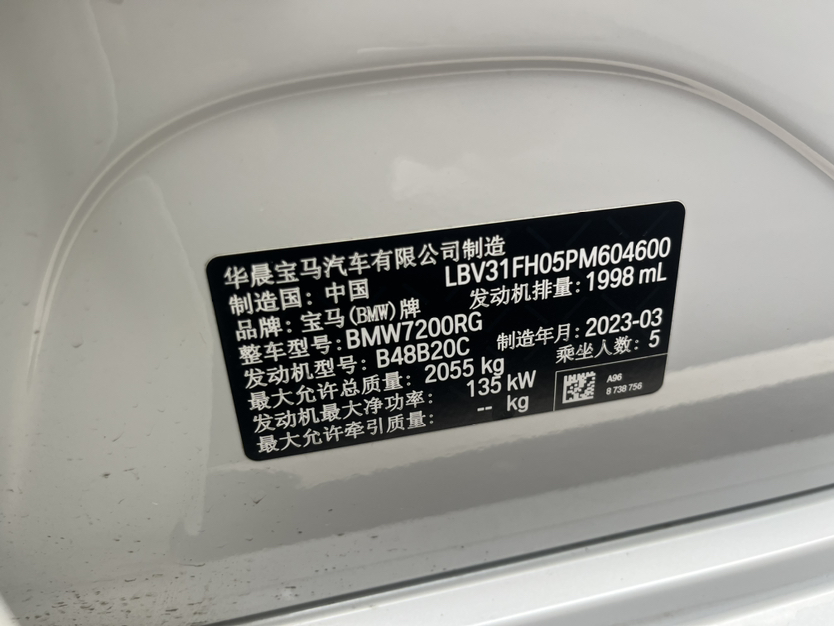 华晨宝马汽车有限公司制造
LBV31FH05PM604600
制造国: 中国
发动机排量: 1998 mL
品牌: 宝马(BMW)牌
整车型号: BMW7200RG
制造年月: 2023-03
发动机型号: B48B20C
乘坐人数: 5
最大允许总质量: 2055 kg
发动机最大净功率: 135 kW
最大允许牵引质量: -- kg
A96
8 738 756